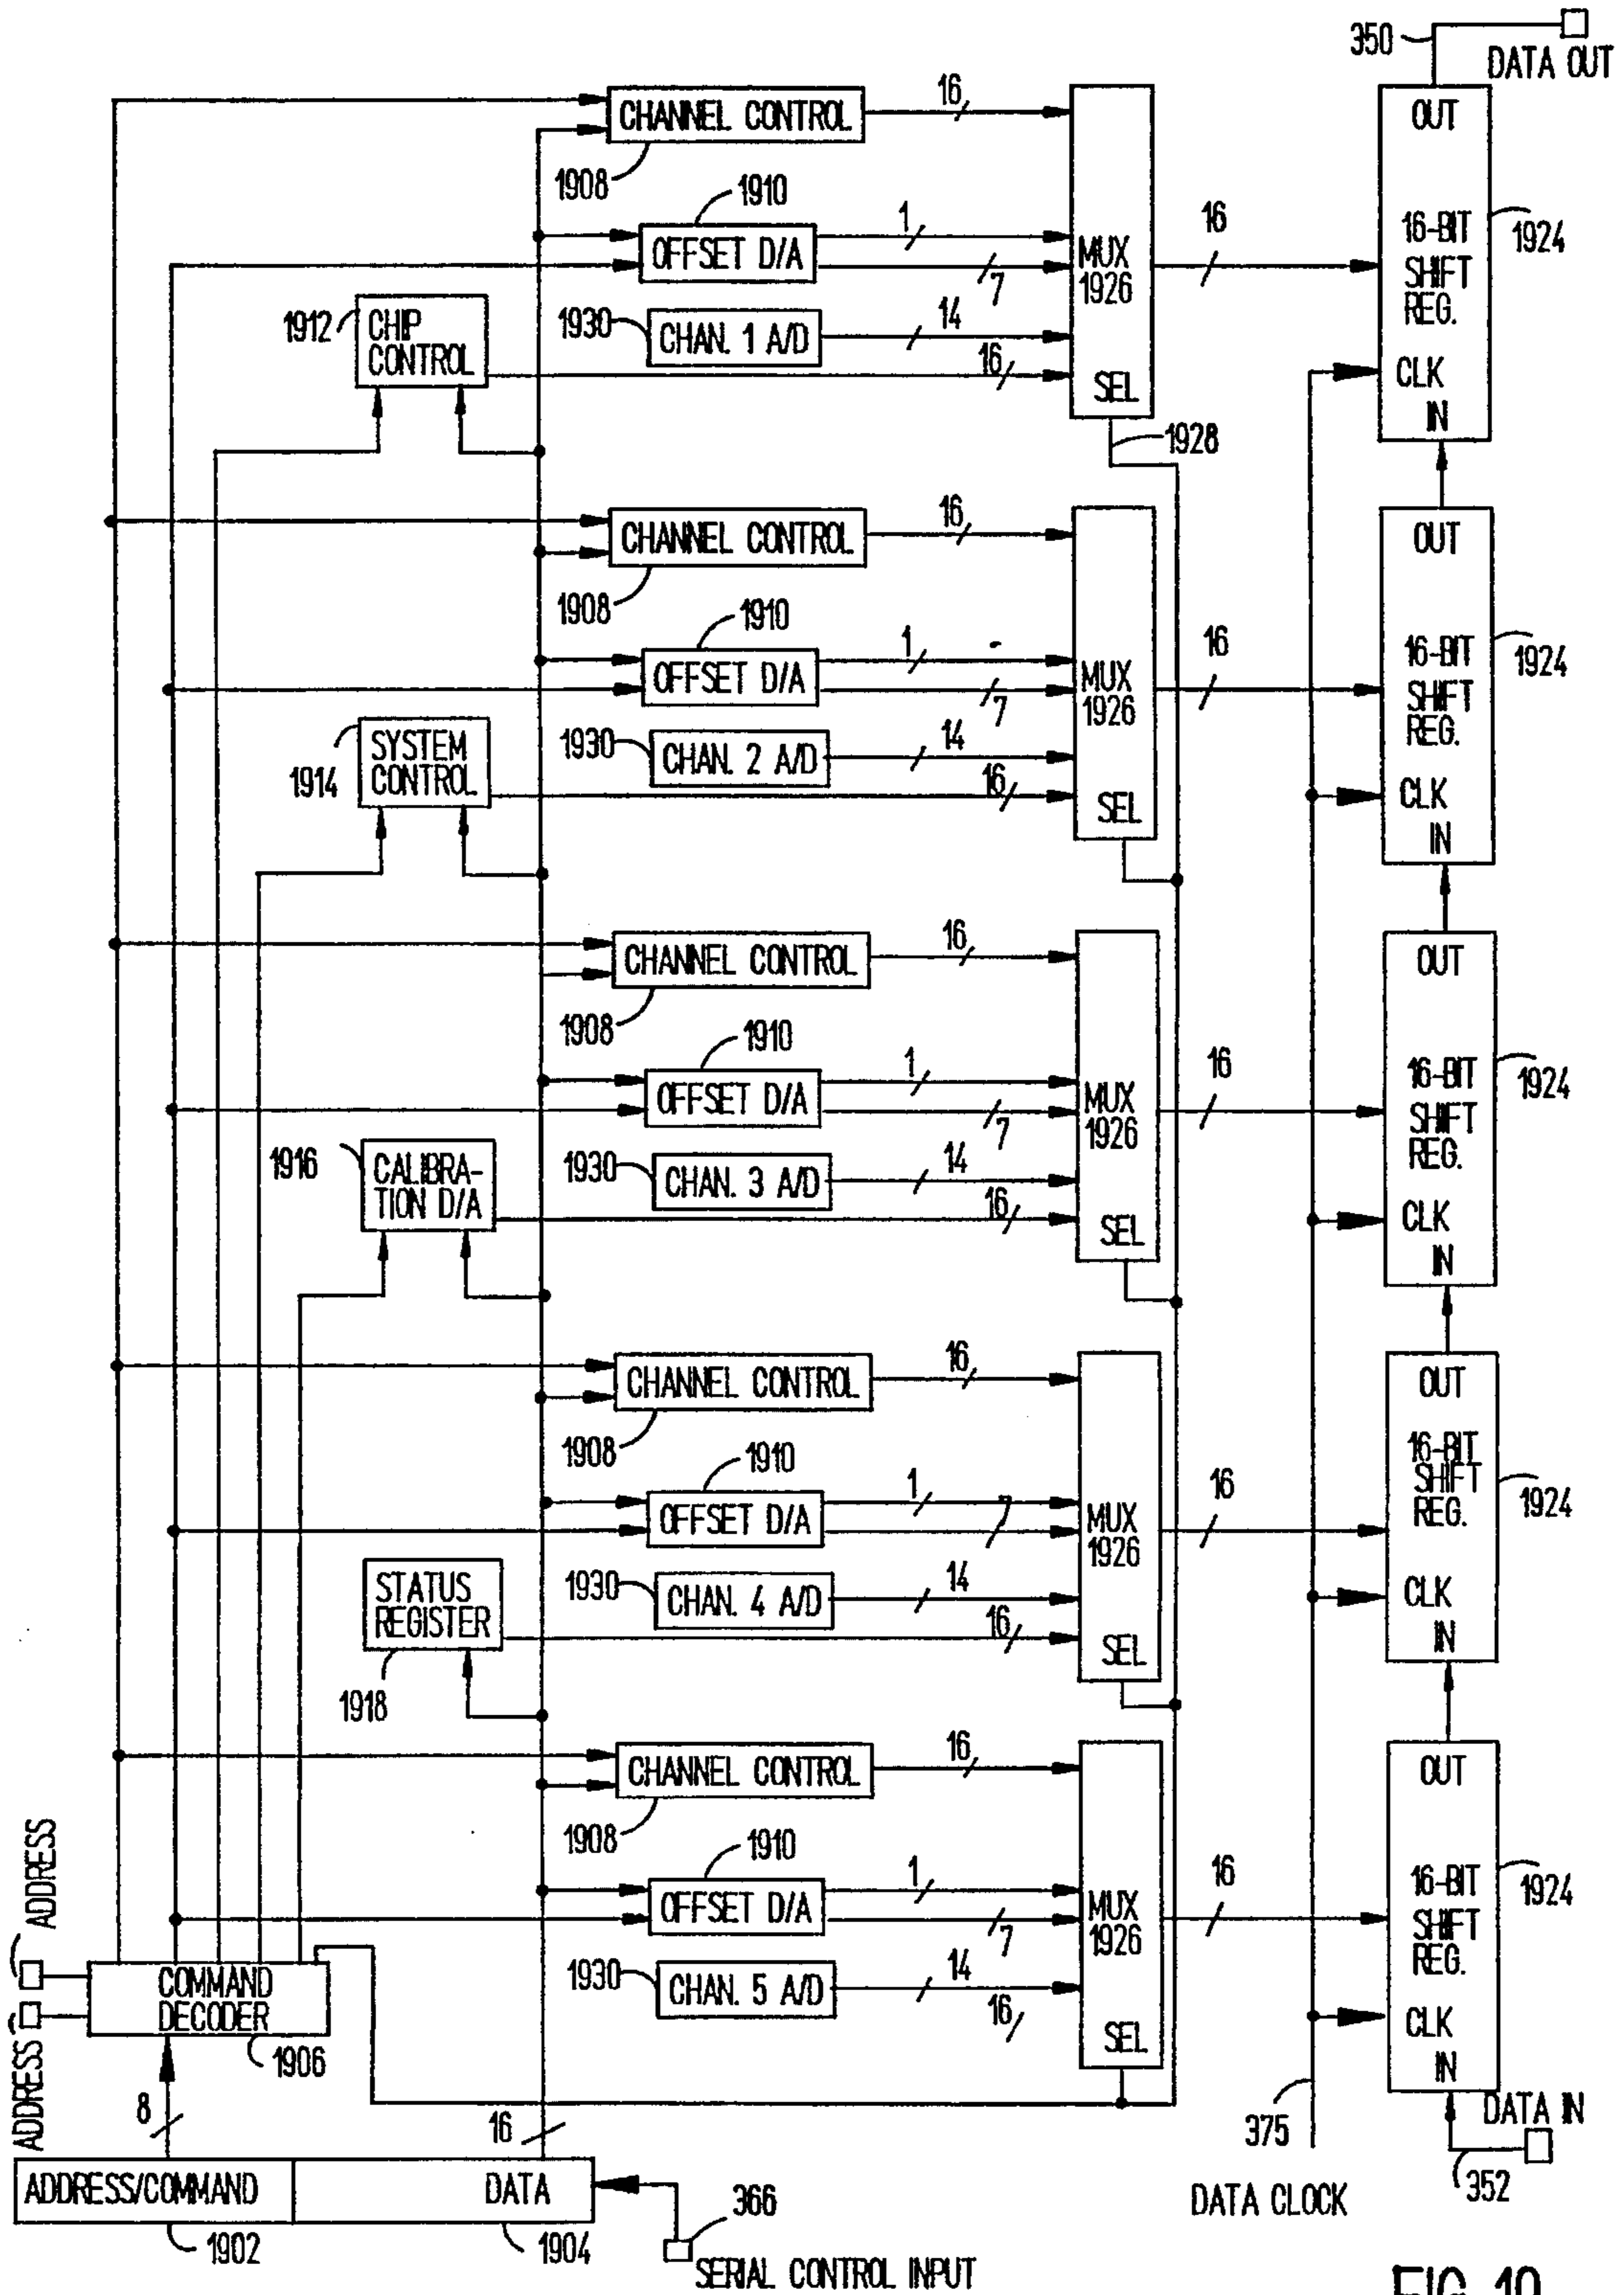 350
DATA OUT
CHANNEL CONTROL
16
1908
1910
OFFSET D/A
1
7
1912
CHIP
CONTROL
1930
CHAN. 1 A/D
14
16
MUX
1926
SEL
1928
16
OUT
16-BIT
SHIFT
REG.
CLK
IN
1924
CHANNEL CONTROL
16
1908
1910
OFFSET D/A
1
7
1914
SYSTEM
CONTROL
1930
CHAN. 2 A/D
14
16
MUX
1926
SEL
16
OUT
16-BIT
SHIFT
REG.
CLK
IN
1924
CHANNEL CONTROL
16
1908
1910
OFFSET D/A
1
7
1916
CALIBRA-
TION D/A
1930
CHAN. 3 A/D
14
16
MUX
1926
SEL
16
OUT
16-BIT
SHIFT
REG.
CLK
IN
1924
CHANNEL CONTROL
16
1908
1910
OFFSET D/A
1
7
STATUS
REGISTER
1918
1930
CHAN. 4 A/D
14
16
MUX
1926
SEL
16
OUT
16-BIT
SHIFT
REG.
CLK
IN
1924
CHANNEL CONTROL
16
1908
1910
OFFSET D/A
1
7
1930
CHAN. 5 A/D
14
16
MUX
1926
SEL
16
OUT
16-BIT
SHIFT
REG.
CLK
IN
1924
ADDRESS
ADDRESS
COMMAND
DECODER
1906
8
16
ADDRESS/COMMAND
DATA
1902
1904
366
SERIAL CONTROL INPUT
375
DATA CLOCK
DATA IN
352
FIG. 19